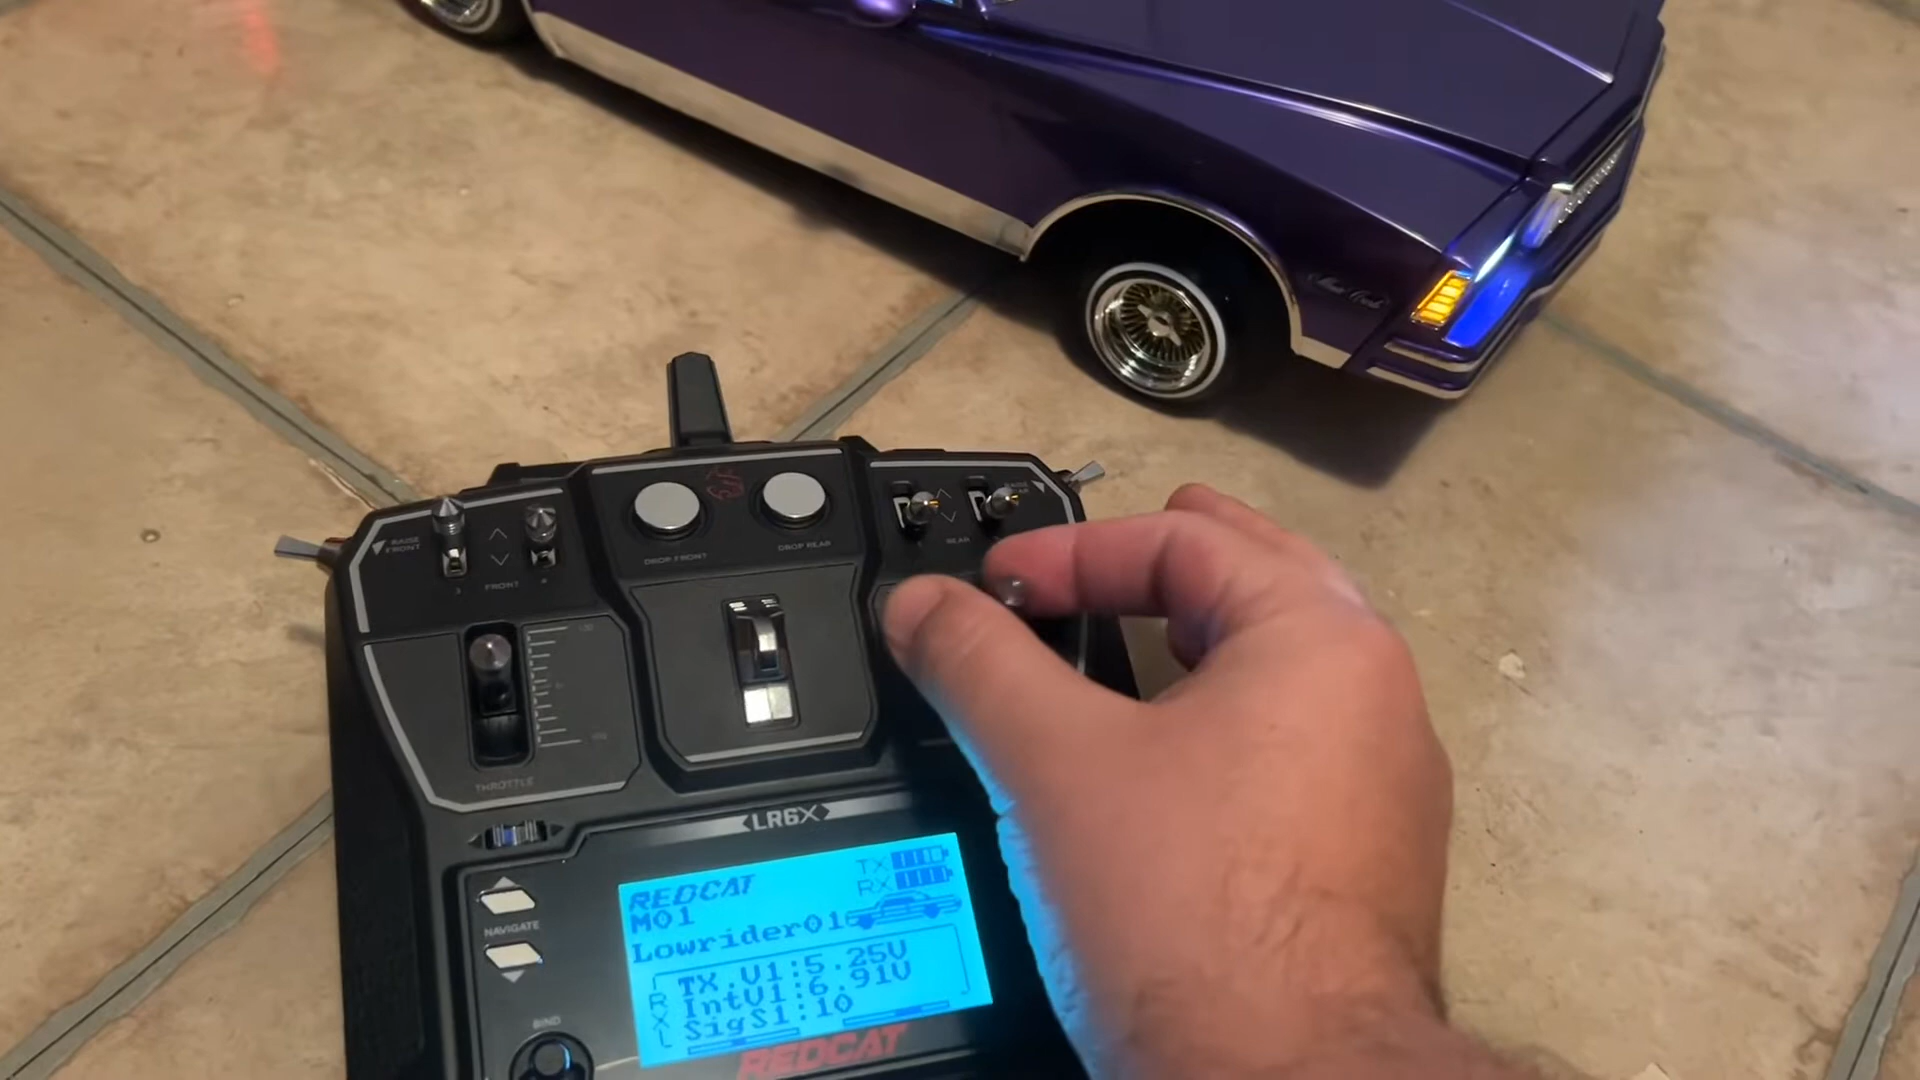 RAISE
FRONT
FRONT
DROP FRONT
DROP REAR
REAR
RAISE
THROTTLE
LR6X
NAVIGATE
BIND
REDCAT
M01
Lowrider01
TX
RX
TX.V1:5.25V
IntV1:6.91V
SigS1:10
REDCAT